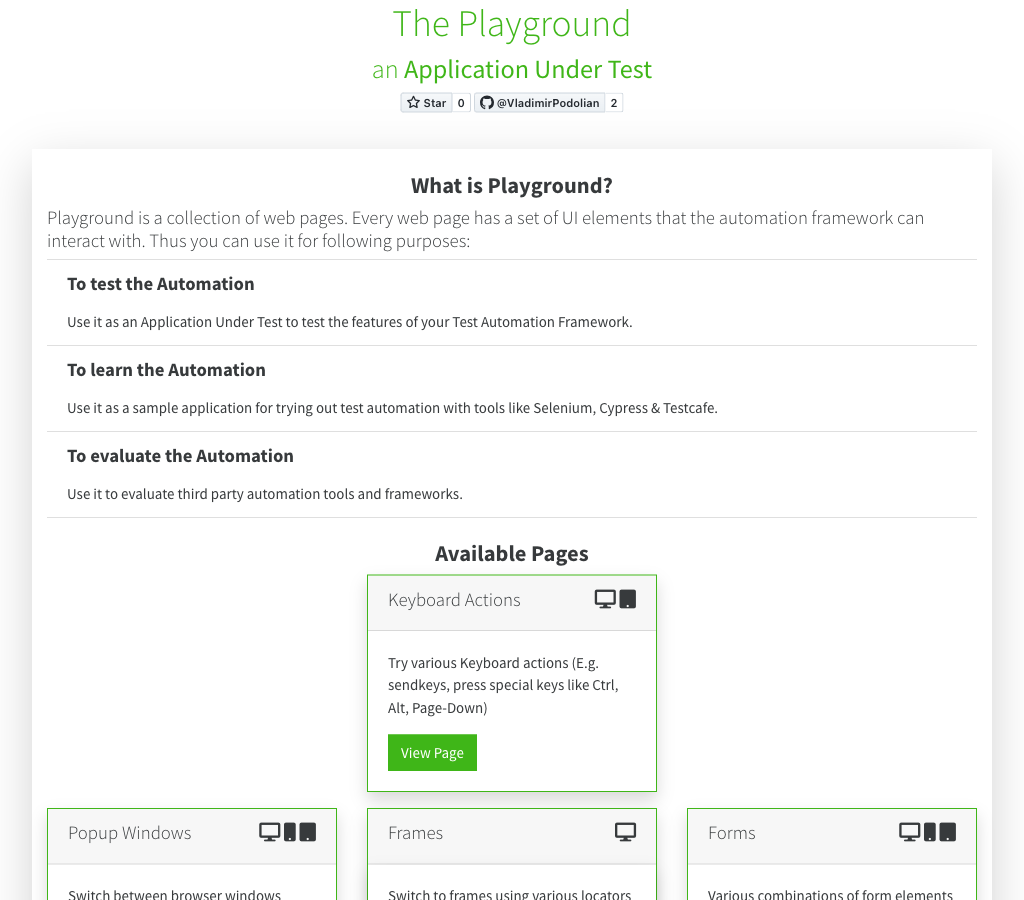 The Playground
an Application Under Test
Star 0 @VladimirPodolian 2
What is Playground?
Playground is a collection of web pages. Every web page has a set of UI elements that the automation framework can
interact with. Thus you can use it for following purposes:
To test the Automation
Use it as an Application Under Test to test the features of your Test Automation Framework.
To learn the Automation
Use it as a sample application for trying out test automation with tools like Selenium, Cypress & Testcafe.
To evaluate the Automation
Use it to evaluate third party automation tools and frameworks.
Available Pages
Keyboard Actions
Try various Keyboard actions (E.g.
sendkeys, press special keys like Ctrl,
Alt, Page-Down)
View Page
Popup Windows
Switch between browser windows
Frames
Switch to frames using various locators
Forms
Various combinations of form elements